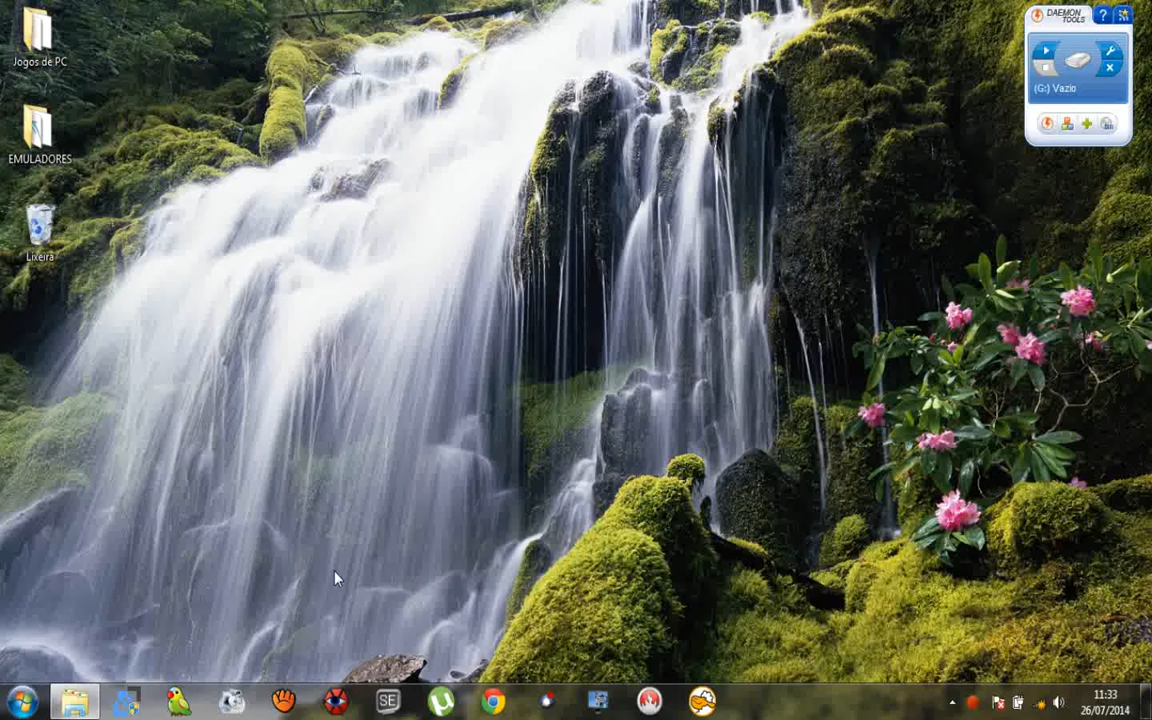 Jogos de PC
EMULADORES
Lixeira
DAEMON
TOOLS
?
(G:) Vazio
SE
11:33
26/07/2014